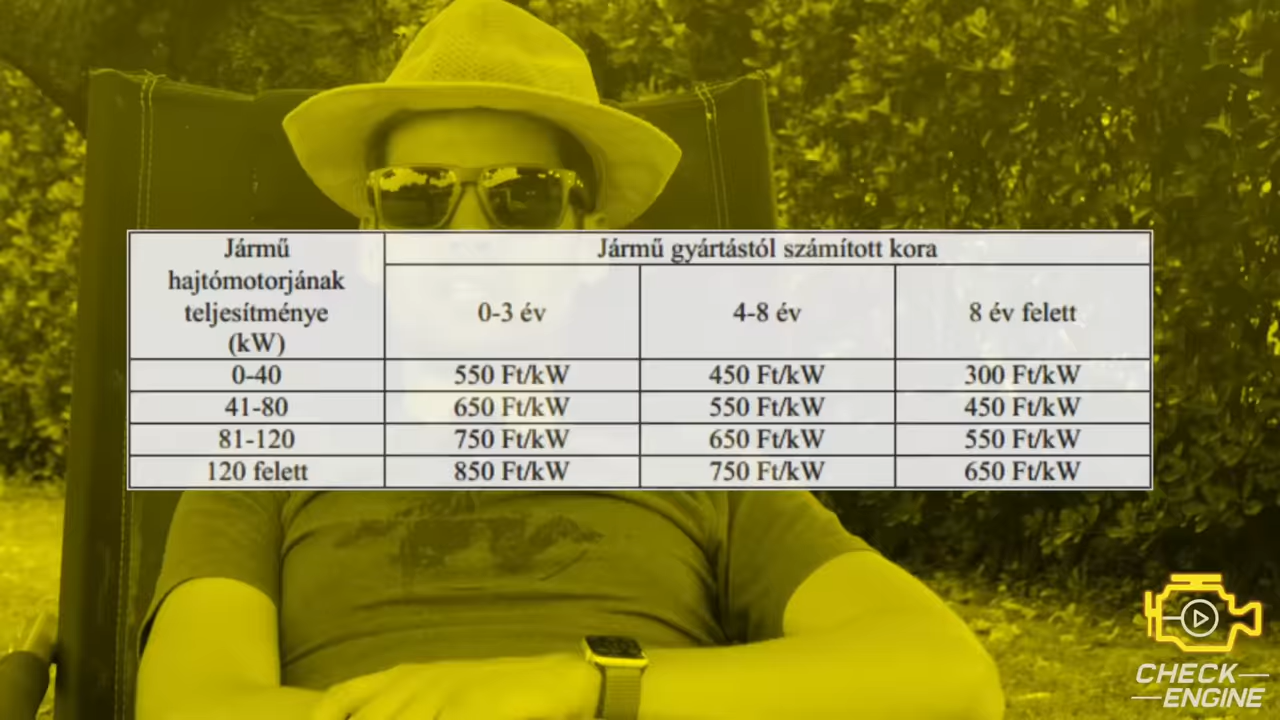 Jármű
hajtómotorjának
teljesítménye
(kW)
Jármű gyártástól számított kora
0-3 év
4-8 év
8 év felett
0-40
550 Ft/kW
450 Ft/kW
300 Ft/kW
41-80
650 Ft/kW
550 Ft/kW
450 Ft/kW
81-120
750 Ft/kW
650 Ft/kW
550 Ft/kW
120 felett
850 Ft/kW
750 Ft/kW
650 Ft/kW
CHECK
ENGINE